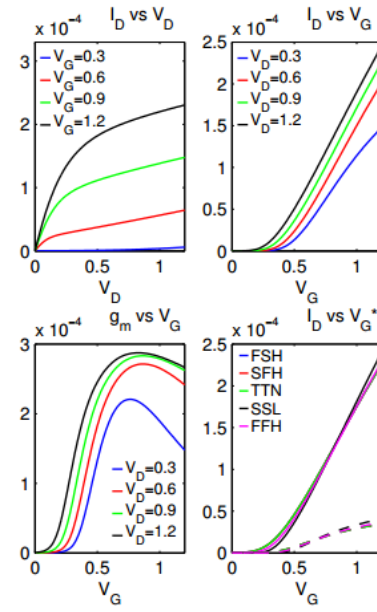 I_D vs V_D
x 10^-4
V_G=0.3
V_G=0.6
V_G=0.9
V_G=1.2
3
2
1
0
0 0.5 1
V_D
I_D vs V_G
x 10^-4
2.5
V_D=0.3
V_D=0.6
V_D=0.9
V_D=1.2
2
1.5
1
0.5
0
0 0.5 1
V_G
g_m vs V_G
x 10^-4
3
2
1
0
V_D=0.3
V_D=0.6
V_D=0.9
V_D=1.2
0 0.5 1
V_G
I_D vs V_G*
x 10^-4
2.5
FSH
SFH
TTN
SSL
FFH
2
1.5
1
0.5
0
0 0.5 1
V_G